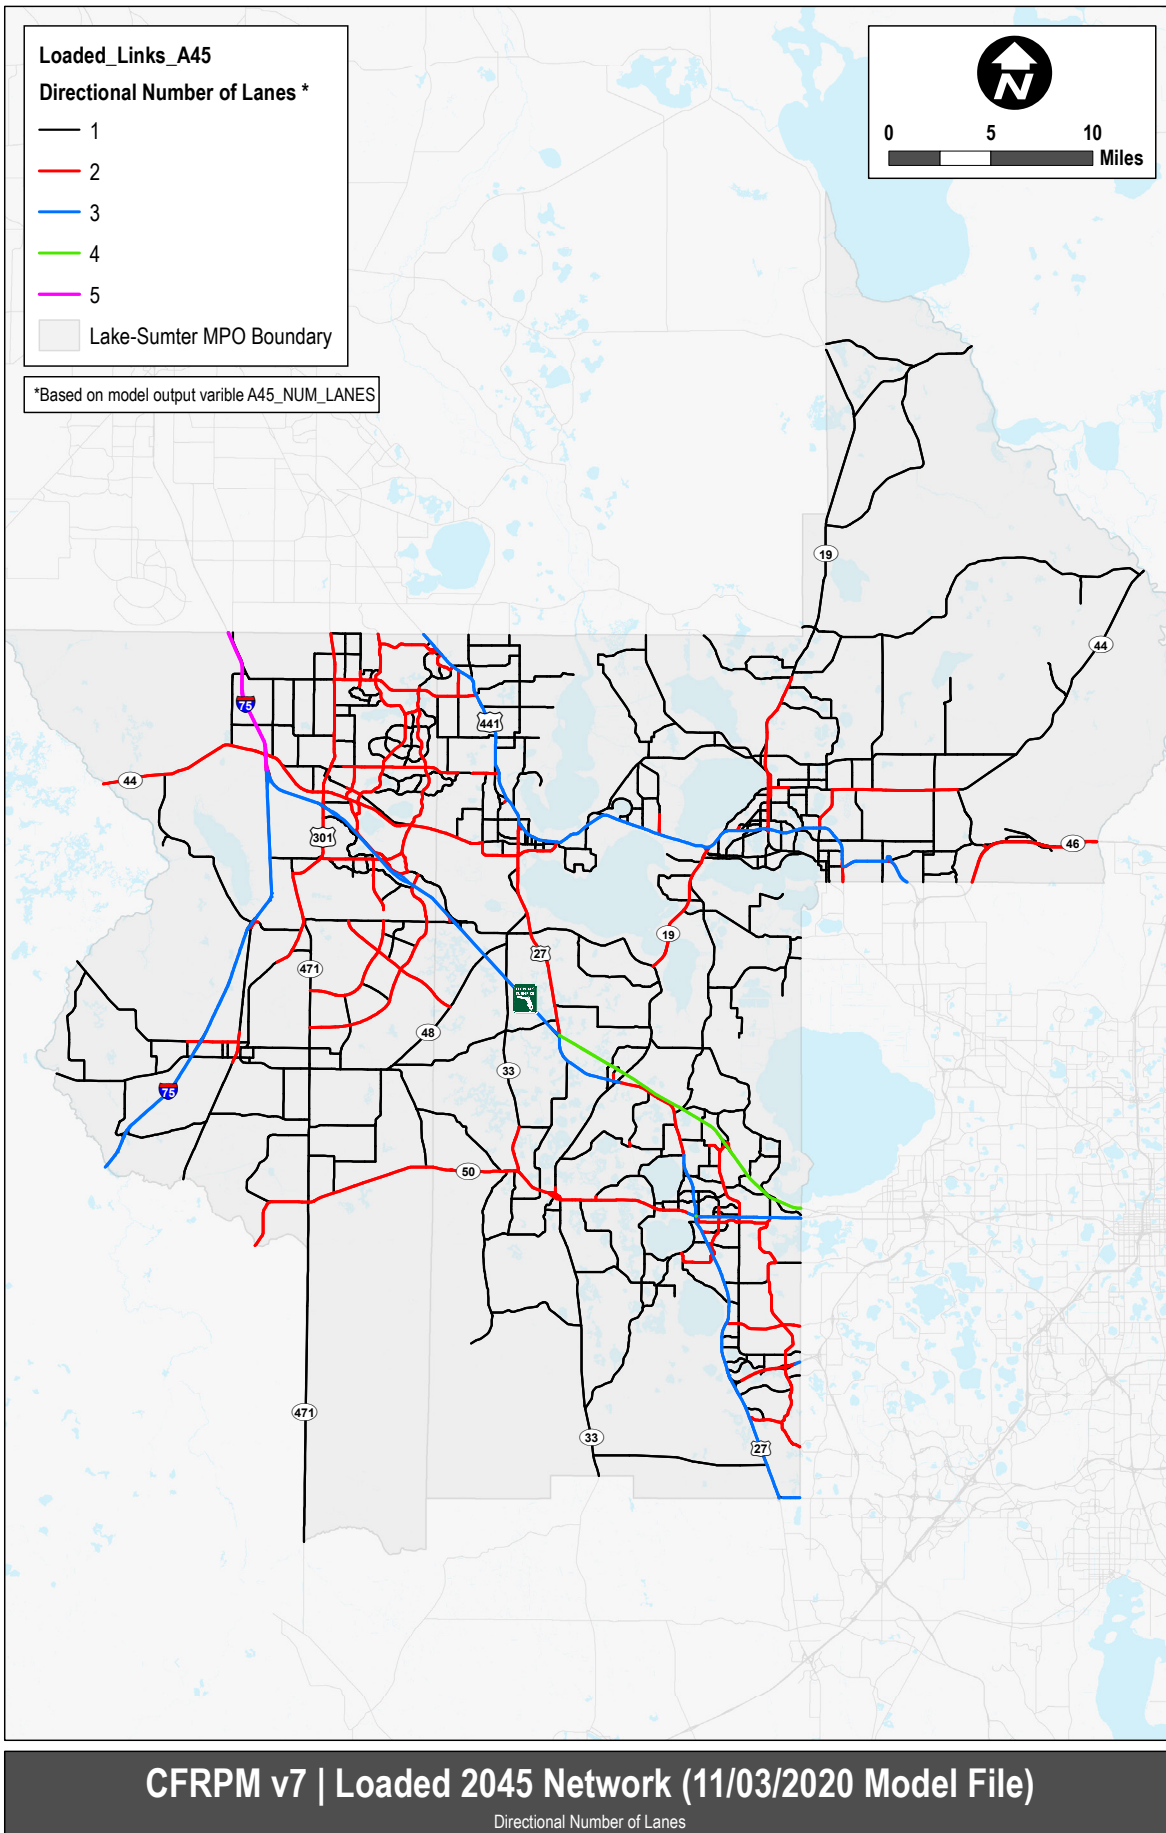 Loaded_Links_A45
Directional Number of Lanes *
1
2
3
4
5
Lake-Sumter MPO Boundary
*Based on model output varible A45_NUM_LANES
N
0 5 10
Miles
19
44
75
441
44
301
46
19
27
471
48
33
75
50
471
33
27
CFRPM v7 | Loaded 2045 Network (11/03/2020 Model File)
Directional Number of Lanes